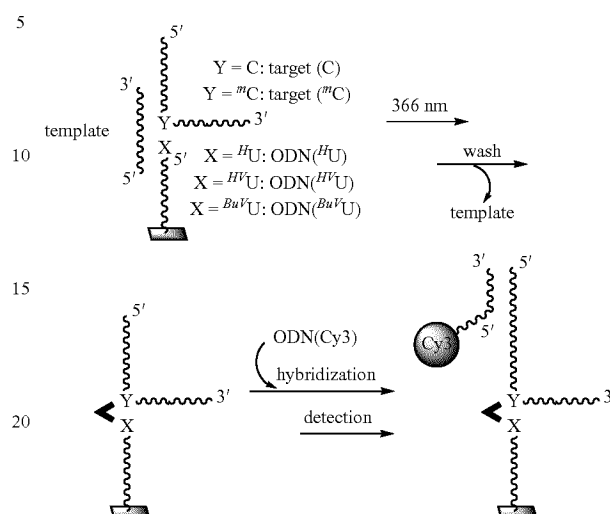 5
5′
Y = C: target (C)
3′
Y = ᵐC: target (ᵐC)
366 nm
template
Y
3′
X
10
5′
X = ᴴU: ODN(ᴴU)
wash
5′
X = ᴴⱽU: ODN(ᴴⱽU)
X = ᴮᵘⱽU: ODN(ᴮᵘⱽU)
template
3′
5′
15
5′
ODN(Cy3)
5′
Cy3
hybridization
3′
Y
Y
3′
X
detection
X
20